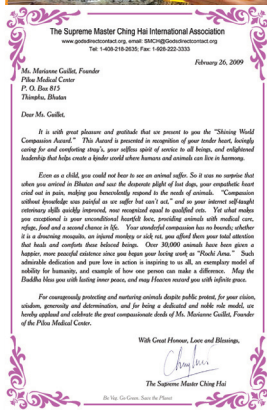 The Supreme Master Ching Hai International Association
www.godsdirectcontact.org, email: SMCH@Godsdirectcontact.org
Tel: 1-408-218-2635; Fax: 1-808-222-3333
February 26, 2009
Ms. Marianne Guillet, Founder
Pilou Medical Center
P. O. Box 815
Thimphu, Bhutan
Dear Ms. Guillet,
It is with great pleasure and gratitude that we present to you the "Shining World
Compassion Award." This Award is presented in recognition of your tender heart, lovingly
caring for and comforting stray's, your selfless spirit of service to all beings, and enlightened
leadership that helps create a kinder world where humans and animals can live in harmony.
Even as a child, you could not bear to see an animal suffer. So it was no surprise that
when you arrived in Bhutan and saw the desperate plight of lost dogs, your empathetic heart
cried out in pain, making you benevolently respond to the needs of animals. "Compassion
without knowledge was painful as we suffer but can't act," and so your internet self-taught
veterinary skills quickly improved, now recognized equal to qualified vets. Yet what makes
you exceptional is your unconditional heartfelt love, providing animals with medical care,
refuge, food and a second chance in life. Your wonderful compassion has no bounds; whether
it is a drowning mosquito, an injured monkey or sick rat, you afford them your total attention
that heals and comforts these beloved beings. Over 30,000 animals have been given a
happier, more peaceful existence since you began your loving work as "Rochi Ama." Such
admirable dedication and pure love in action is inspiring to us all, an exemplary model of
nobility for humanity, and example of how one person can make a difference. May the
Buddha bless you with lasting inner peace, and may Heaven reward you with infinite grace.
For courageously protecting and nurturing animals despite public protest, for your vision,
wisdom, generosity and determination, and for being a dedicated and noble role model, we
hereby applaud and celebrate the great compassionate deeds of Ms. Marianne Guillet, Founder
of the Pilou Medical Center.
With Great Honour, Love and Blessings,
The Supreme Master Ching Hai
Be Veg, Go Green, Save the Planet